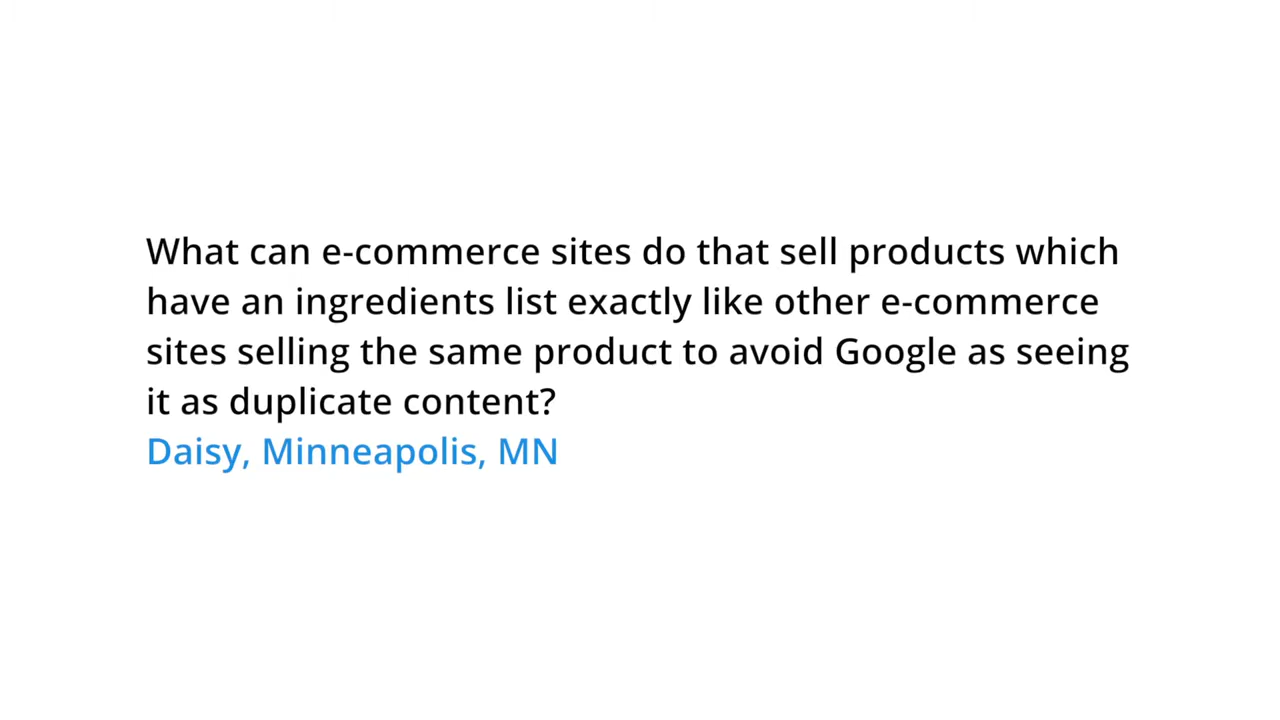 What can e-commerce sites do that sell products which
have an ingredients list exactly like other e-commerce
sites selling the same product to avoid Google as seeing
it as duplicate content?
Daisy, Minneapolis, MN